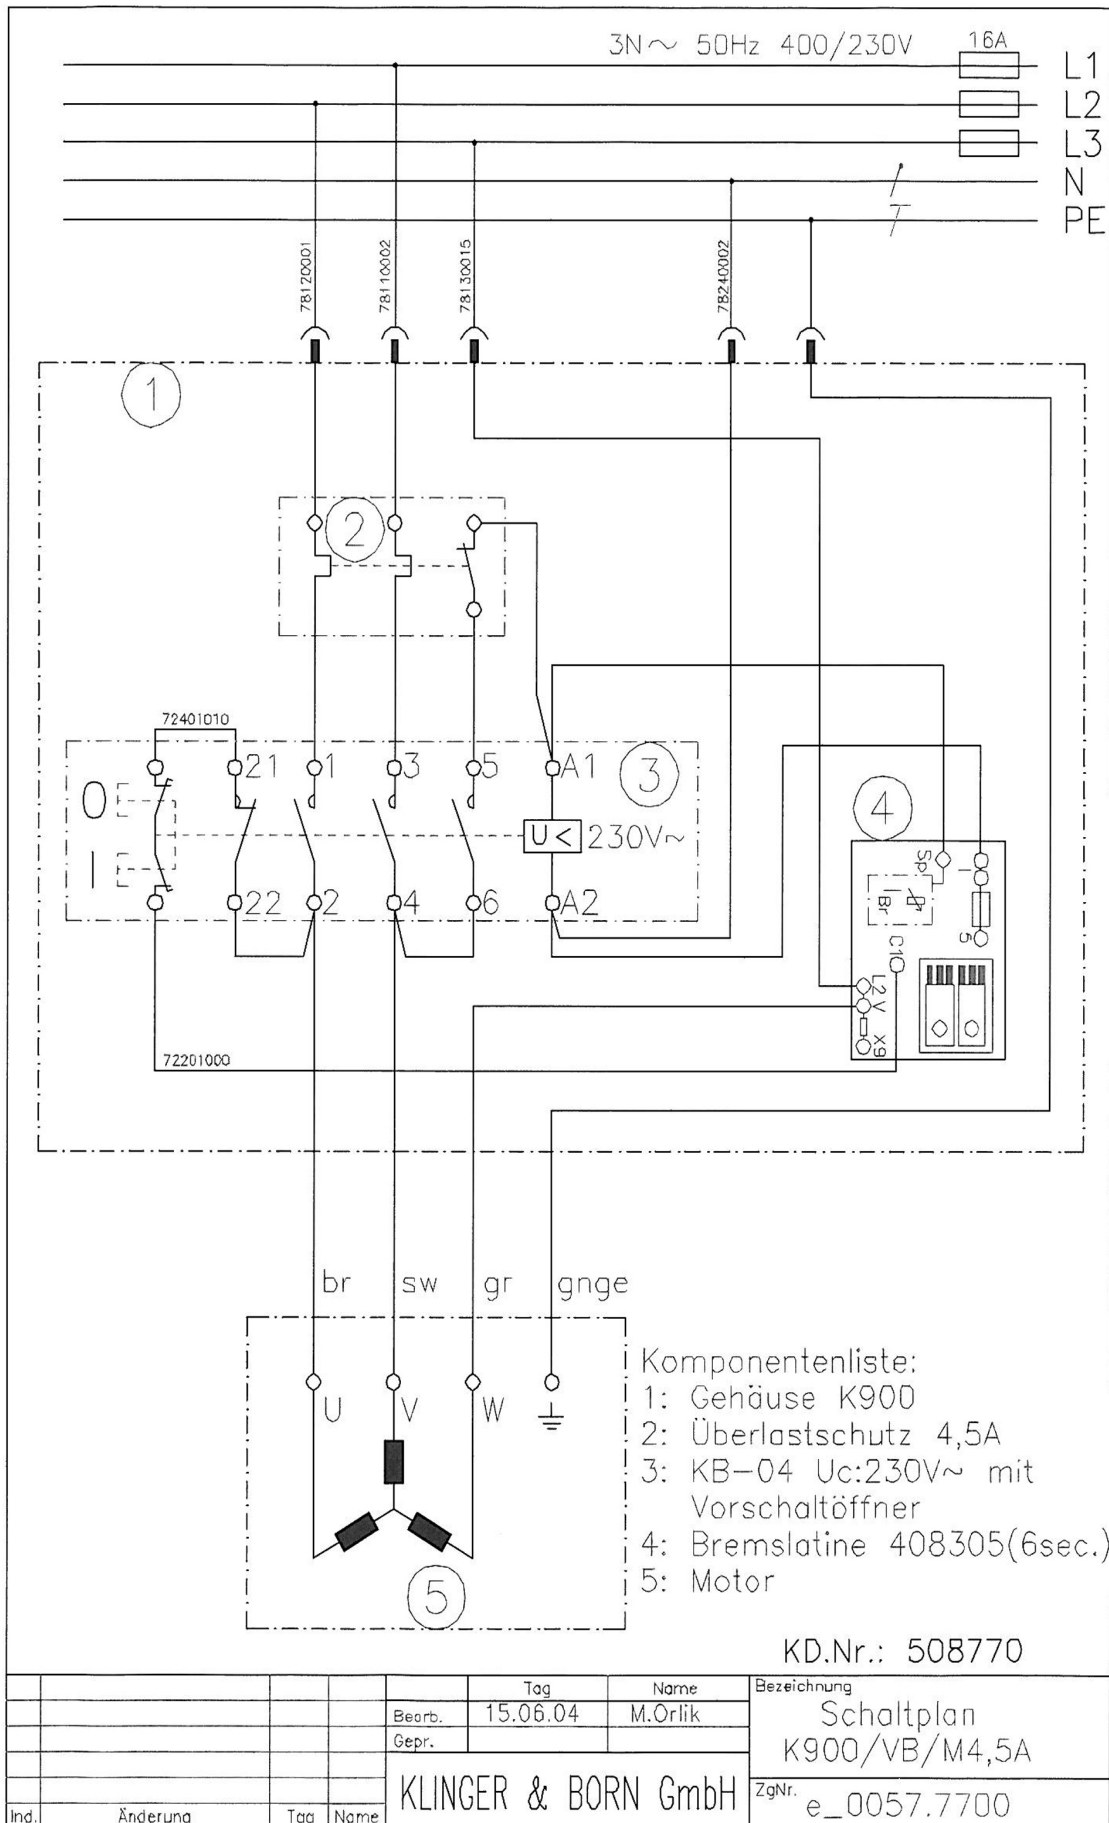 3N~ 50Hz 400/230V
16A
L1
L2
L3
N
PE
78120001
78110002
78130015
78240002
1
2
72401010
21
1
3
5
A1
3
0
U<
230V~
I
22
2
4
6
A2
4
Sp
I
IBr
5
C1
L2
V
X9
72201000
br
sw
gr
gnge
U
V
W
5
Komponentenliste:
1: Gehäuse K900
2: Überlastschutz 4,5A
3: KB-04 Uc:230V~ mit
Vorschaltöffner
4: Bremslatine 408305(6sec.)
5: Motor
KD.Nr.: 508770
Tag
Name
Bearb.
15.06.04
M.Orlik
Gepr.
Bezeichnung
Schaltplan
K900/VB/M4,5A
KLINGER & BORN GmbH
ZgNr.
e_0057.7700
Ind.
Änderung
Tag
Name